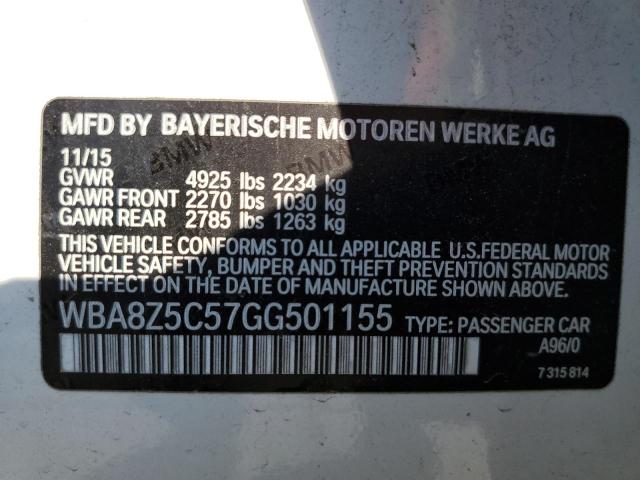 MFD BY BAYERISCHE MOTOREN WERKE AG
11/15
GVWR 4925 lbs 2234 kg
GAWR FRONT 2270 lbs 1030 kg
GAWR REAR 2785 lbs 1263 kg
THIS VEHICLE CONFORMS TO ALL APPLICABLE U.S.FEDERAL MOTOR
VEHICLE SAFETY, BUMPER AND THEFT PREVENTION STANDARDS
IN EFFECT ON THE DATE OF MANUFACTURE SHOWN ABOVE.
WBA8Z5C57GG501155 TYPE: PASSENGER CAR
A96/0
7 315 814